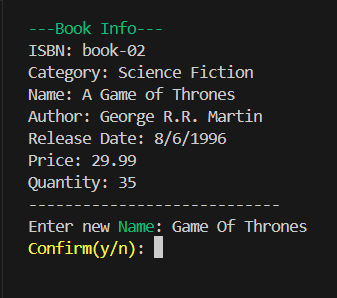 ---Book Info---
ISBN: book-02
Category: Science Fiction
Name: A Game of Thrones
Author: George R.R. Martin
Release Date: 8/6/1996
Price: 29.99
Quantity: 35
----------------------------
Enter new Name: Game Of Thrones
Confirm(y/n):